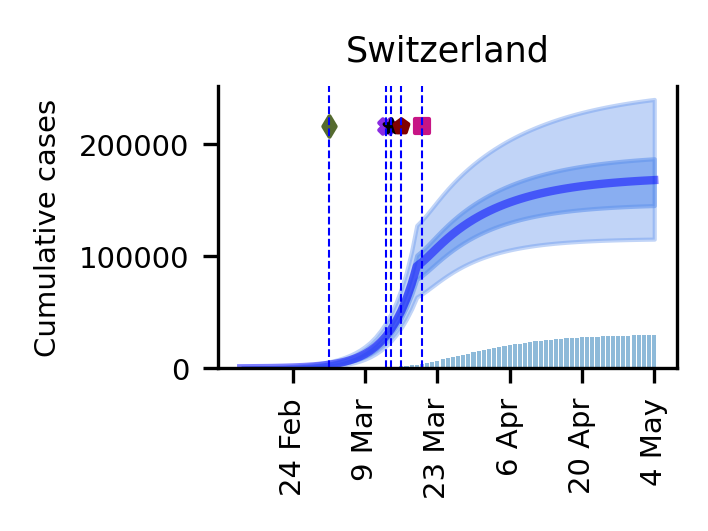 Switzerland
Cumulative cases
200000
100000
0
24 Feb
9 Mar
23 Mar
6 Apr
20 Apr
4 May